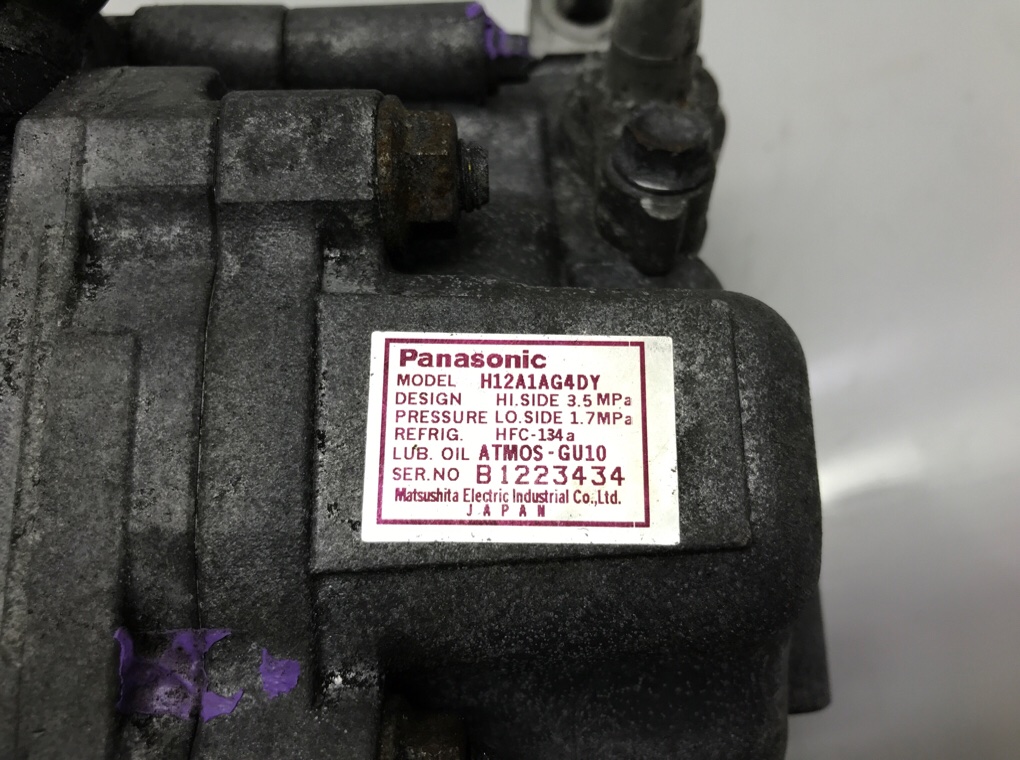 Panasonic
MODEL H12A1AG4DY
DESIGN HI.SIDE 3.5 MPa
PRESSURE LO.SIDE 1.7MPa
REFRIG. HFC-134a
LUB. OIL ATMOS-GU10
SER.NO B1223434
Matsushita Electric Industrial Co.,Ltd.
JAPAN